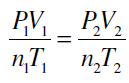 P₁V₁/n₁T₁ = P₂V₂/n₂T₂